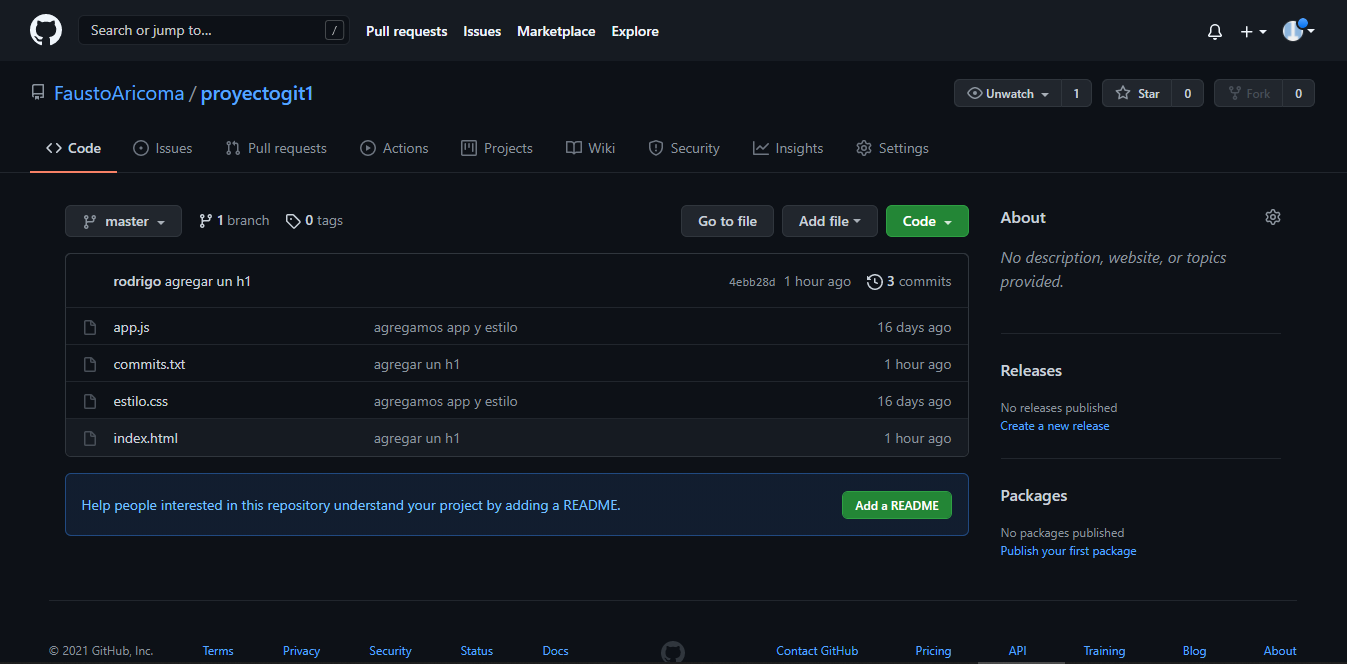 Search or jump to... / Pull requests Issues Marketplace Explore
FaustoAricoma / proyectogit1 Unwatch 1 Star 0 Fork 0
Code Issues Pull requests Actions Projects Wiki Security Insights Settings
master 1 branch 0 tags Go to file Add file Code
rodrigo agregar un h1 4ebb28d 1 hour ago 3 commits
app.js agregamos app y estilo 16 days ago
commits.txt agregar un h1 1 hour ago
estilo.css agregamos app y estilo 16 days ago
index.html agregar un h1 1 hour ago
Help people interested in this repository understand your project by adding a README. Add a README
About
No description, website, or topics
provided.
Releases
No releases published
Create a new release
Packages
No packages published
Publish your first package
© 2021 GitHub, Inc. Terms Privacy Security Status Docs Contact GitHub Pricing API Training Blog About